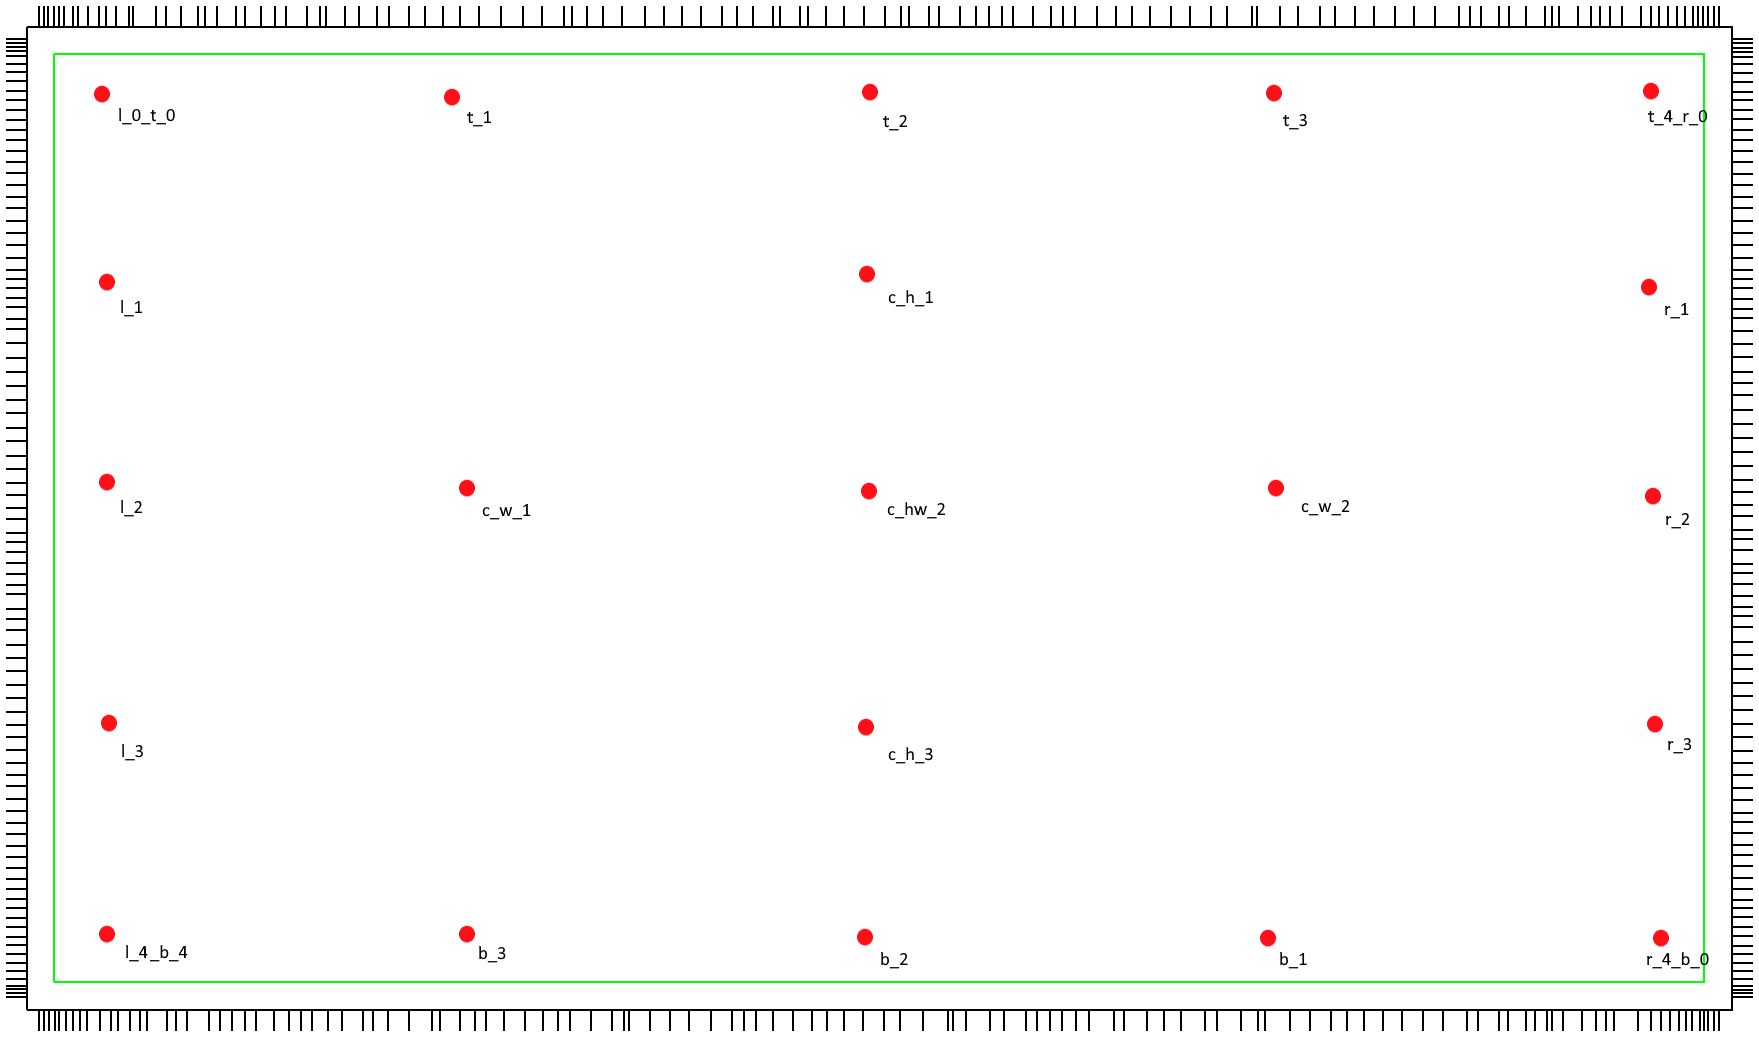 l_0_t_0
t_1
t_2
t_3
t_4_r_0
l_1
c_h_1
r_1
l_2
c_w_1
c_hw_2
c_w_2
r_2
l_3
c_h_3
r_3
l_4_b_4
b_3
b_2
b_1
r_4_b_0